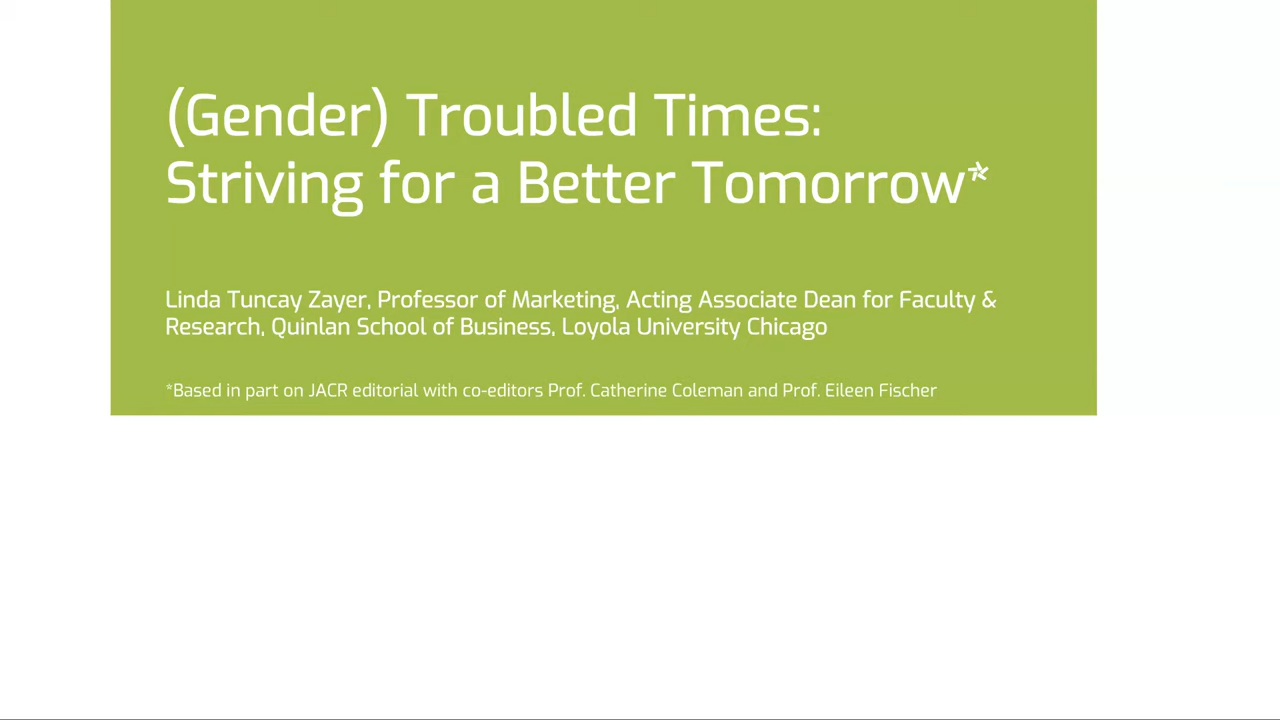 (Gender) Troubled Times:
Striving for a Better Tomorrow*
Linda Tuncay Zayer, Professor of Marketing, Acting Associate Dean for Faculty &
Research, Quinlan School of Business, Loyola University Chicago
*Based in part on JACR editorial with co-editors Prof. Catherine Coleman and Prof. Eileen Fischer